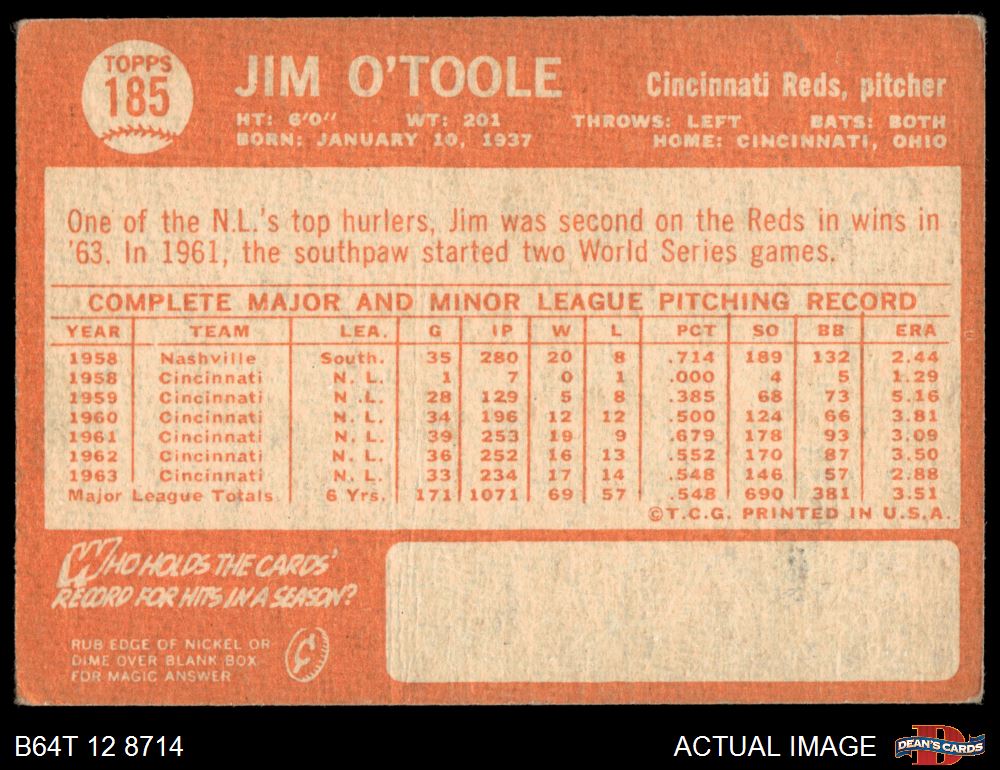 TOPPS
185
JIM O'TOOLE
Cincinnati Reds, pitcher
HT: 6'0" WT: 201 THROWS: LEFT BATS: BOTH
BORN: JANUARY 10, 1937 HOME: CINCINNATI, OHIO
One of the N.L.'s top hurlers, Jim was second on the Reds in wins in
'63. In 1961, the southpaw started two World Series games.
COMPLETE MAJOR AND MINOR LEAGUE PITCHING RECORD
YEAR TEAM LEA. G IP W L PCT SO BB ERA
1958 Nashville South. 35 280 20 8 .714 189 132 2.44
1958 Cincinnati N. L. 1 7 0 1 .000 4 5 1.29
1959 Cincinnati N .L. 28 129 5 8 .385 68 73 5.16
1960 Cincinnati N. L. 34 196 12 12 .500 124 66 3.81
1961 Cincinnati N. L. 39 253 19 9 .679 178 93 3.09
1962 Cincinnati N. L. 36 252 16 13 .552 170 87 3.50
1963 Cincinnati N. L. 33 234 17 14 .548 146 57 2.88
Major League Totals 6 Yrs. 171 1071 69 57 .548 690 381 3.51
©T.C.G. PRINTED IN U.S.A.
WHO HOLDS THE CARDS'
RECORD FOR HITS IN A SEASON?
RUB EDGE OF NICKEL OR
DIME OVER BLANK BOX
FOR MAGIC ANSWER
B64T 12 8714
ACTUAL IMAGE
DEAN'S CARDS